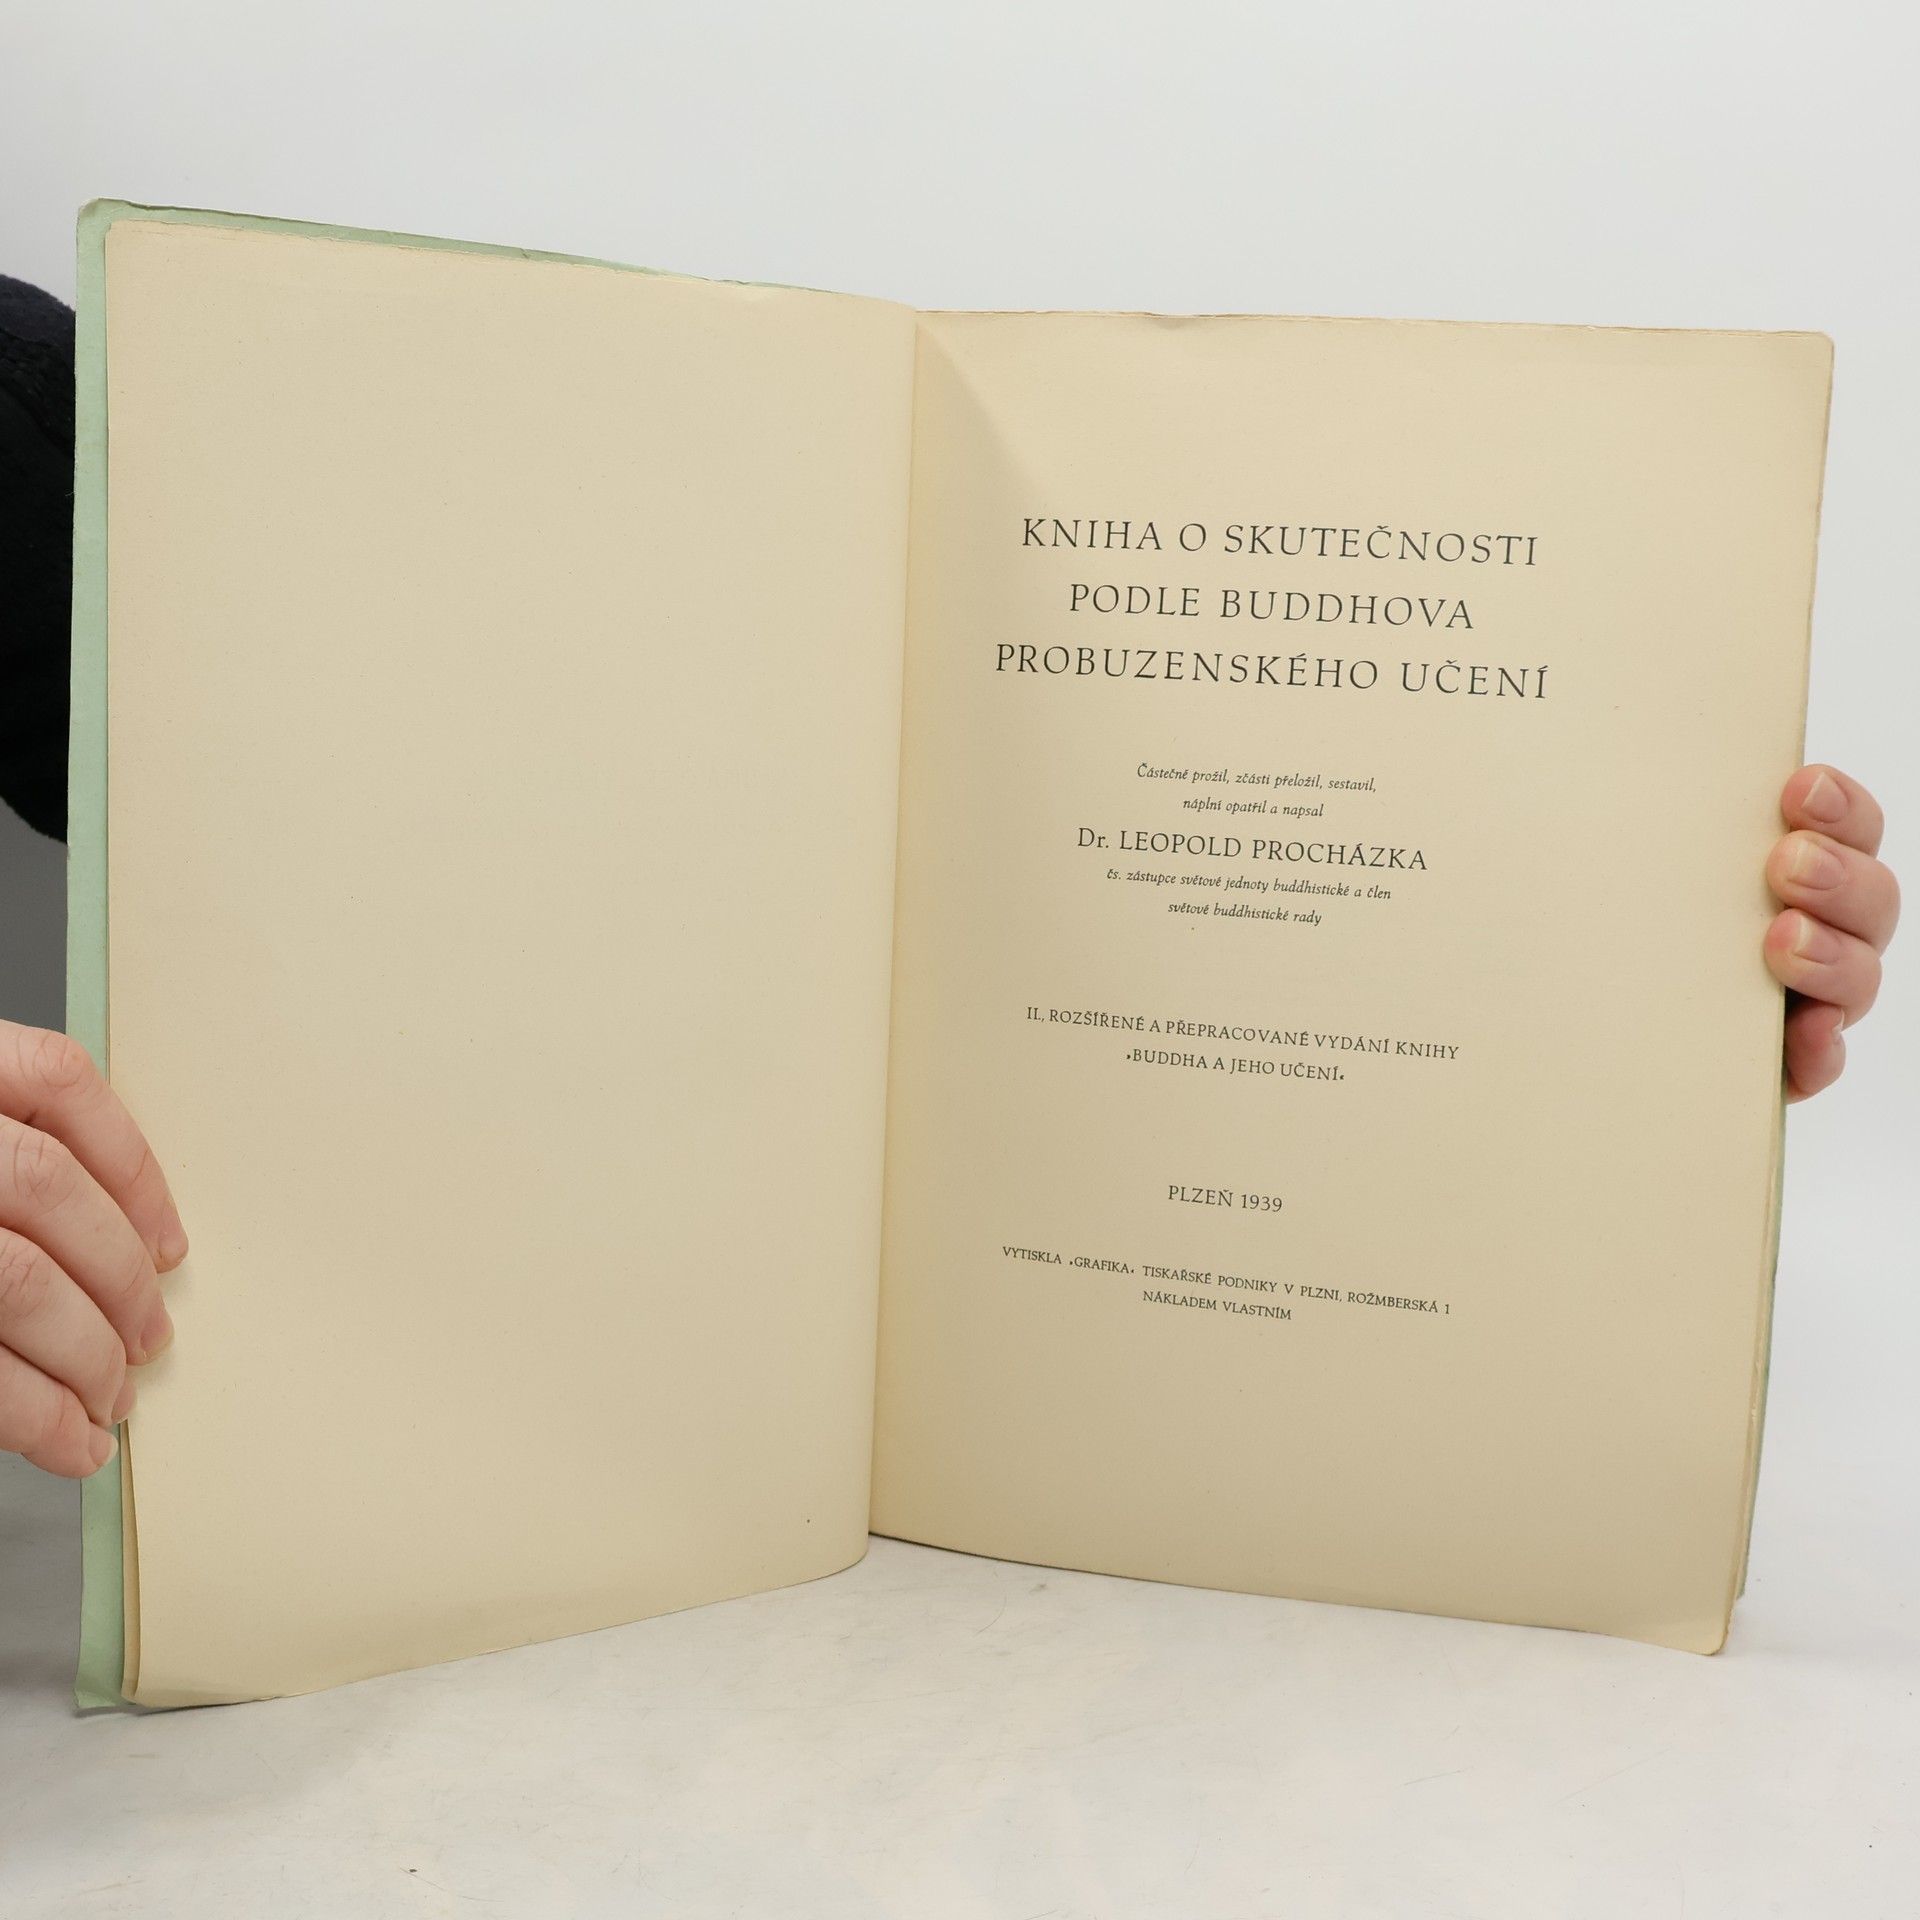 KNIHA O SKUTEČNOSTI
PODLE BUDDHOVA
PROBUZENSKÉHO UČENÍ
Částečně prožil, zčásti přeložil, sestavil,
náplní opatřil a napsal
Dr. LEOPOLD PROCHÁZKA
čs. zástupce světové jednoty buddhistické a člen
světové buddhistické rady
II., ROZŠÍŘENÉ A PŘEPRACOVANÉ VYDÁNÍ KNIHY
»BUDDHA A JEHO UČENÍ«
PLZEŇ 1939
VYTISKLA »GRAFIKA« TISKAŘSKÉ PODNIKY V PLZNI, ROŽMBERSKÁ 1
NÁKLADEM VLASTNÍM